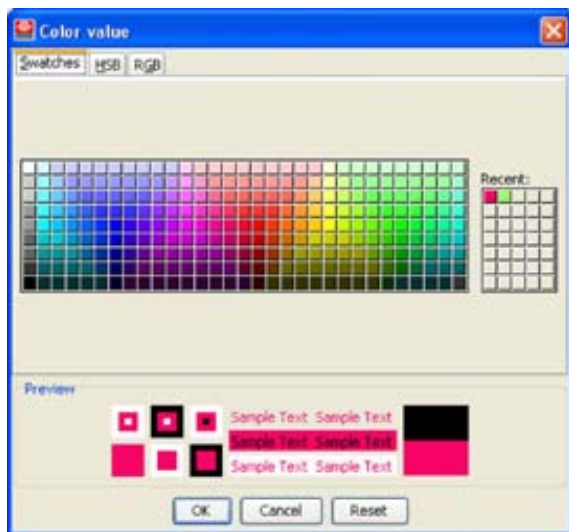 Color value
Swatches HSB RGB
Recent:
Preview
Sample Text Sample Text
Sample Text Sample Text
Sample Text Sample Text
OK Cancel Reset